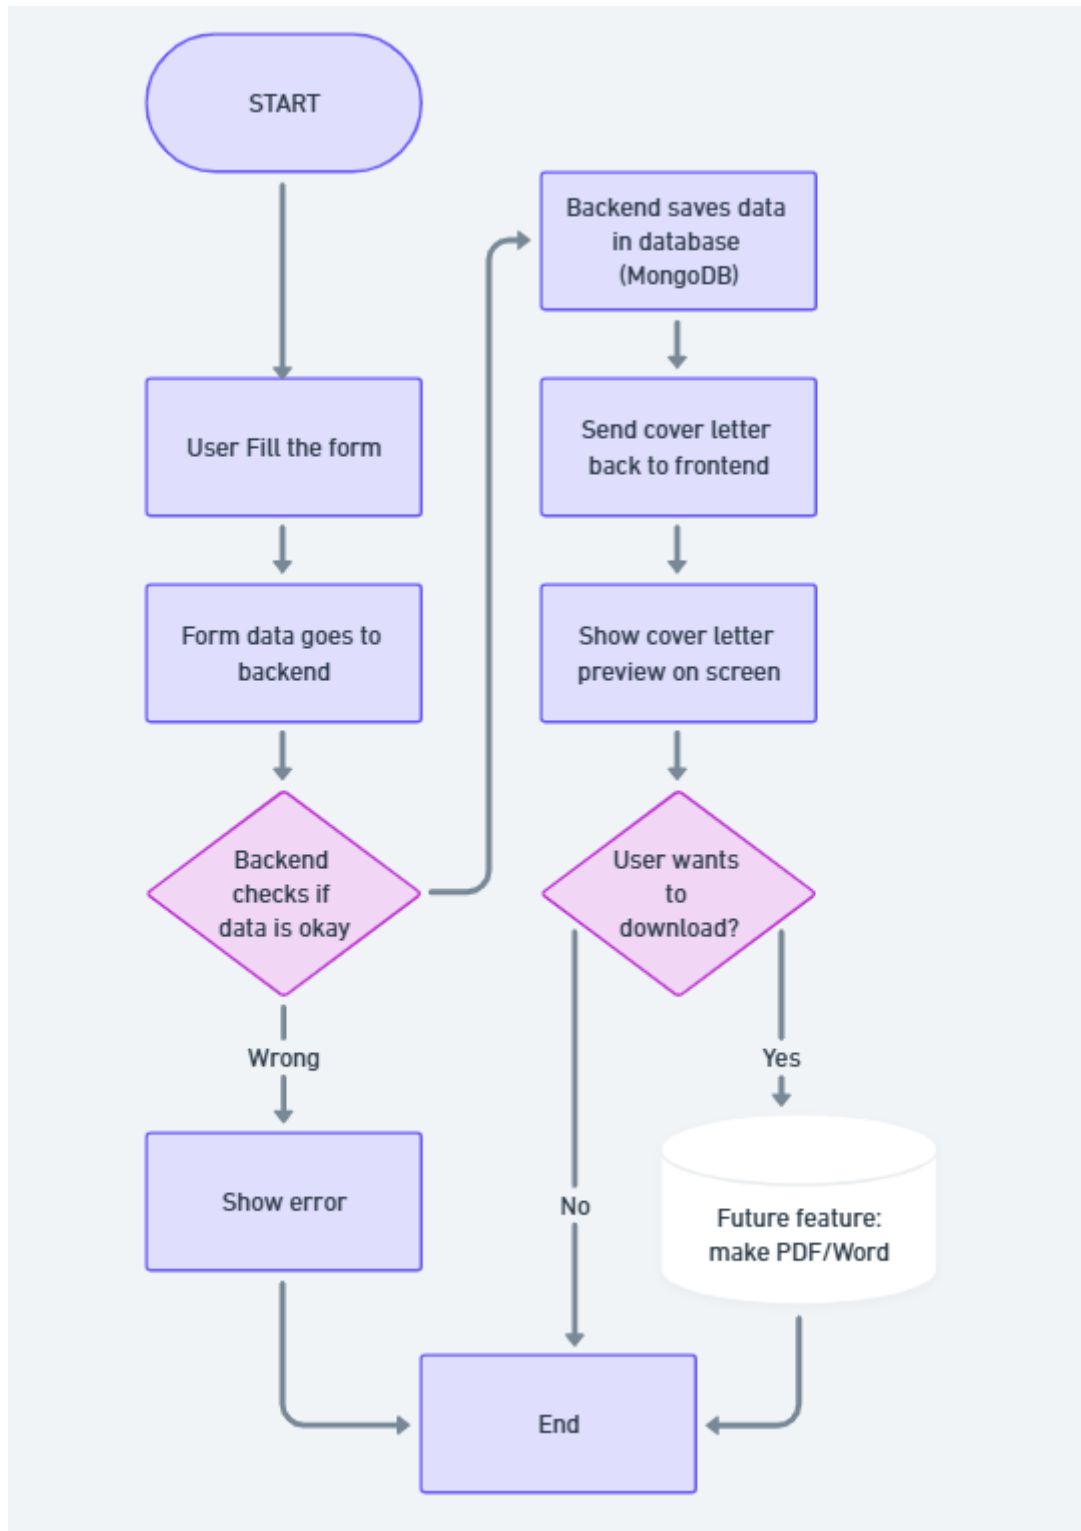 START
User Fill the form
Form data goes to
backend
Backend
checks if
data is okay
Wrong
Show error
Backend saves data
in database
(MongoDB)
Send cover letter
back to frontend
Show cover letter
preview on screen
User wants
to
download?
Yes
No
Future feature:
make PDF/Word
End